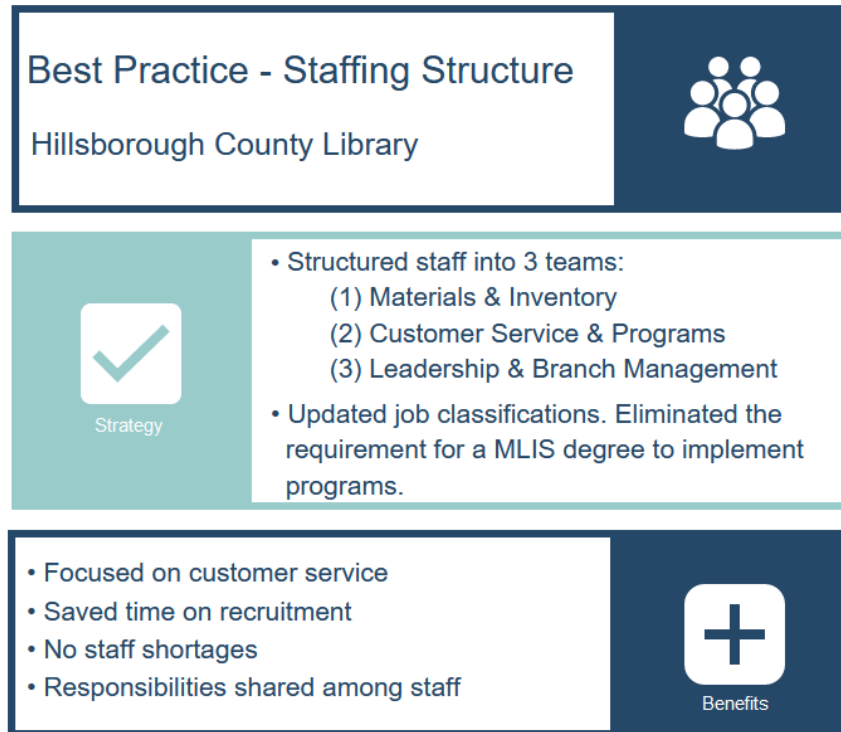 Best Practice - Staffing Structure
Hillsborough County Library
• Structured staff into 3 teams:
(1) Materials & Inventory
(2) Customer Service & Programs
(3) Leadership & Branch Management
Strategy
• Updated job classifications. Eliminated the
requirement for a MLIS degree to implement
programs.
• Focused on customer service
• Saved time on recruitment
• No staff shortages
• Responsibilities shared among staff
Benefits